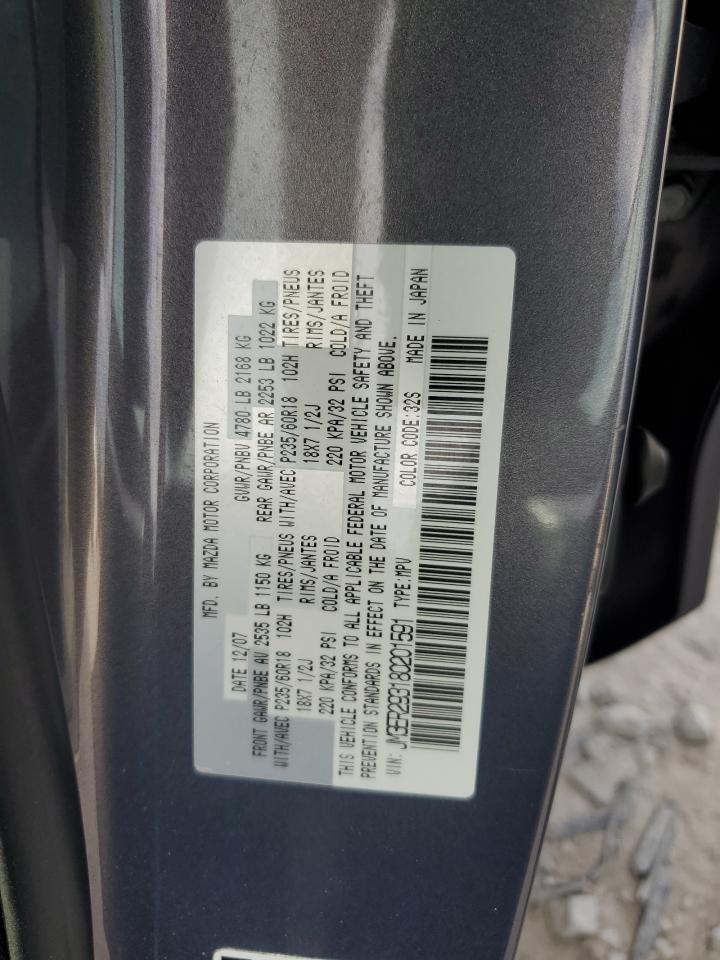 MFD. BY MAZDA MOTOR CORPORATION
DATE 12/07 GVWR/PNBV 4780 LB 2168 KG
FRONT GAWR/PNBE AV 2535 LB 1150 KG REAR GAWR/PNBE AR 2253 LB 1022 KG
WITH/AVEC P235/60R18 102H TIRES/PNEUS WITH/AVEC P235/60R18 102H TIRES/PNEUS
18X7 1/2J RIMS/JANTES 18X7 1/2J RIMS/JANTES
220 KPA/32 PSI COLD/A FROID 220 KPA/32 PSI COLD/A FROID
THIS VEHICLE CONFORMS TO ALL APPLICABLE FEDERAL MOTOR VEHICLE SAFETY AND THEFT
PREVENTION STANDARDS IN EFFECT ON THE DATE OF MANUFACTURE SHOWN ABOVE.
VIN: JM3ER293180201591 TYPE:MPV COLOR CODE:32S MADE IN JAPAN